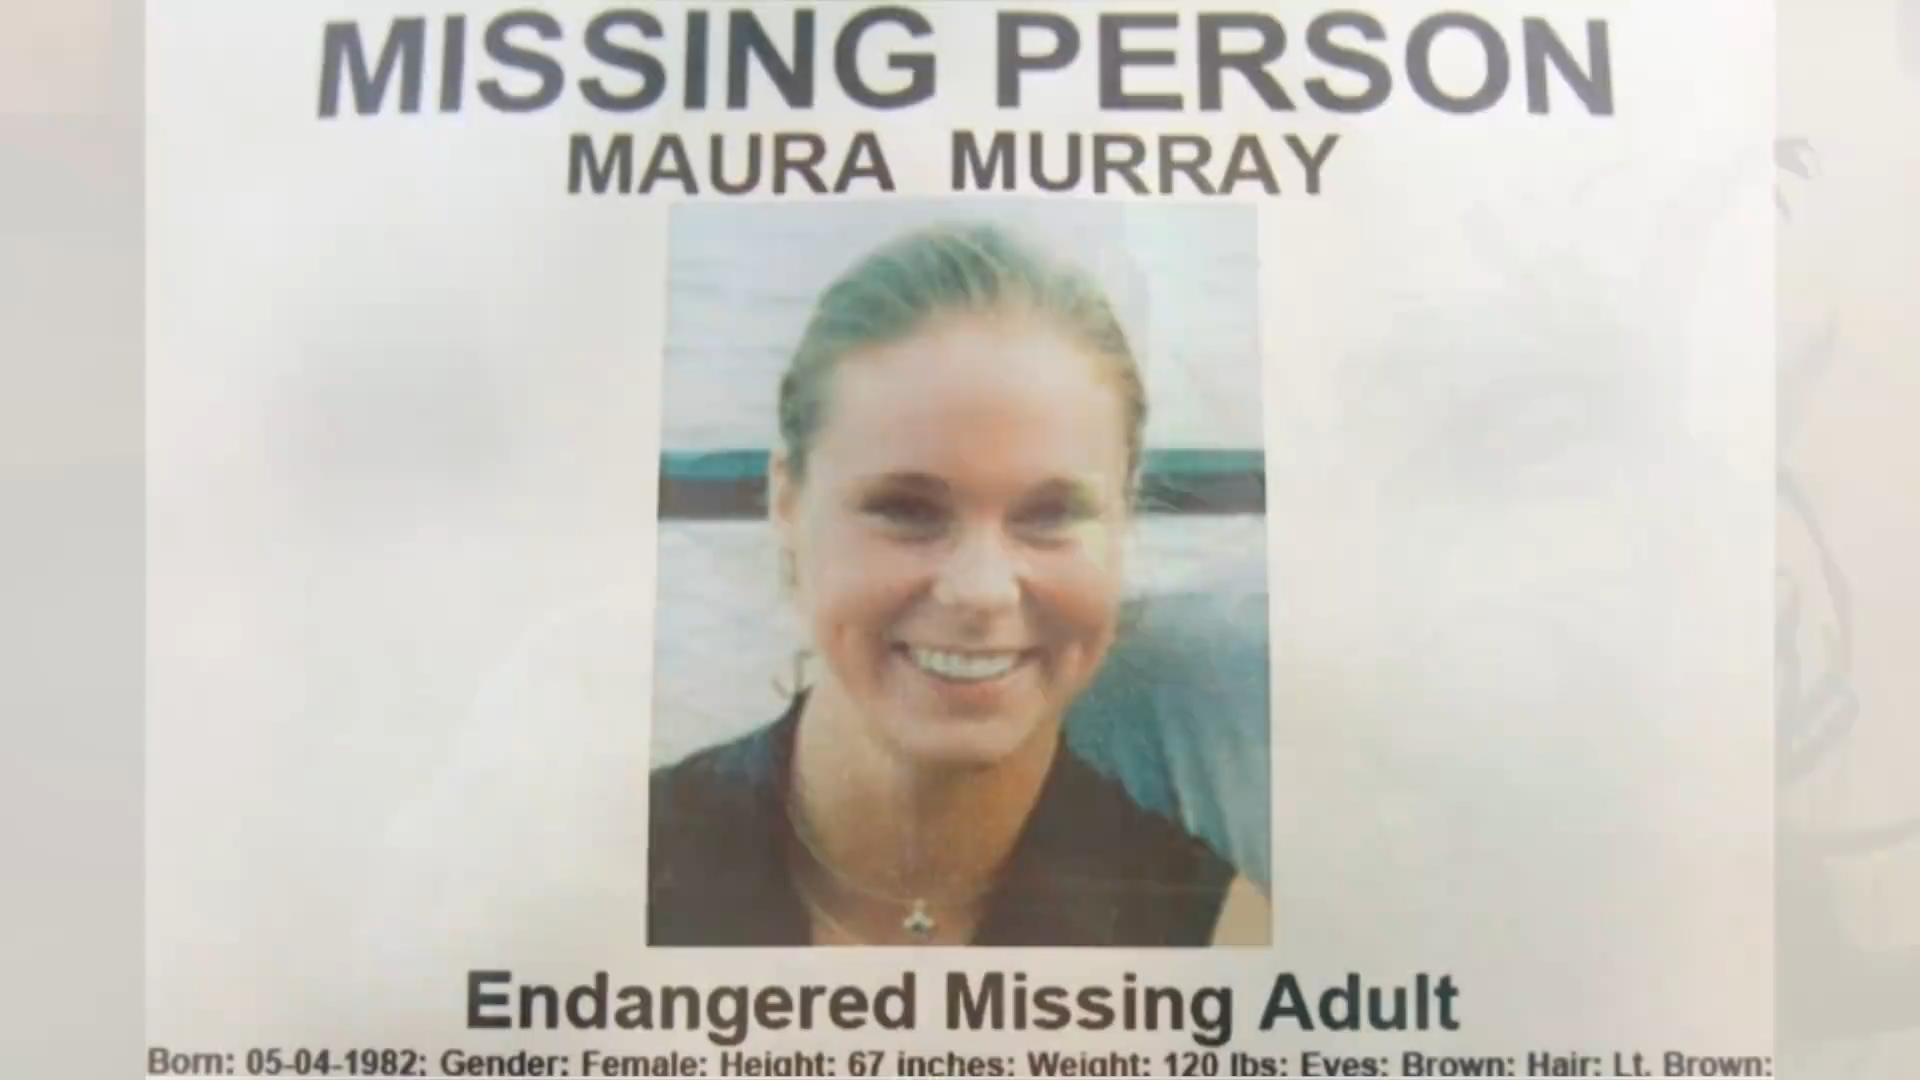 MISSING PERSON
MAURA MURRAY
Endangered Missing Adult
Born: 05-04-1982: Gender: Female: Height: 67 inches: Weight: 120 lbs: Eyes: Brown: Hair: Lt. Brown: